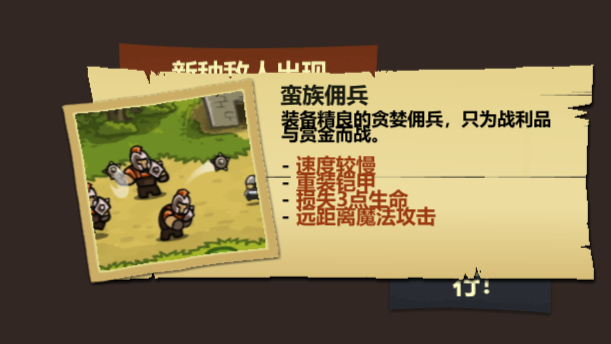 新种敌人出现
蛮族佣兵
装备精良的贪婪佣兵，只为战利品
与赏金而战。
- 速度较慢
- 重装铠甲
- 损失3点生命
- 远距离魔法攻击
行！